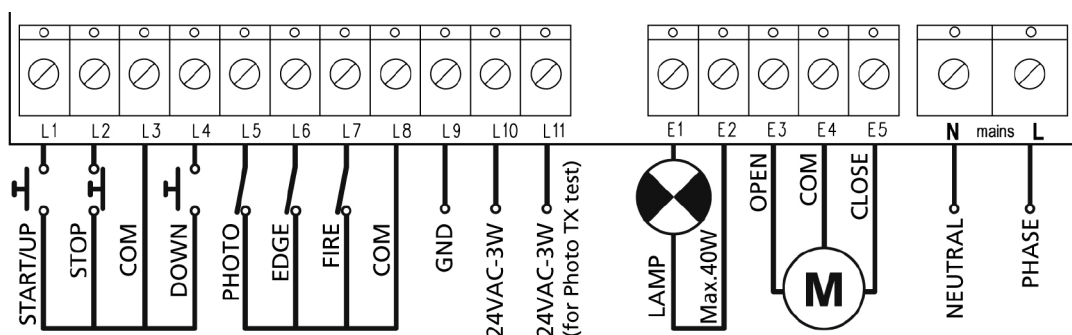 L1 L2 L3 L4 L5 L6 L7 L8 L9 L10 L11
E1 E2 E3 E4 E5
N mains L
START/UP
STOP
COM
DOWN
PHOTO
EDGE
FIRE
COM
GND
24VAC-3W
24VAC-3W
(for Photo TX test)
LAMP
Max.40W
OPEN
COM
CLOSE
M
NEUTRAL
PHASE